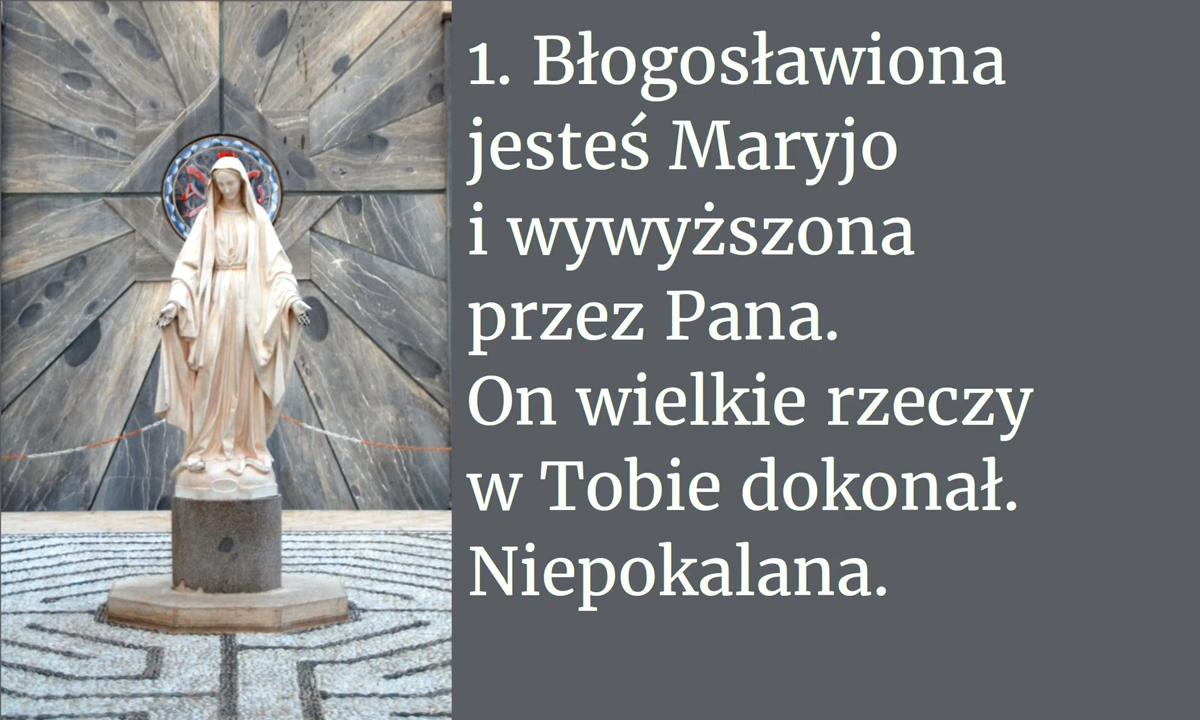 1. Błogosławiona
jesteś Maryjo
i wywyższona
przez Pana.
On wielkie rzeczy
w Tobie dokonał.
Niepokalana.